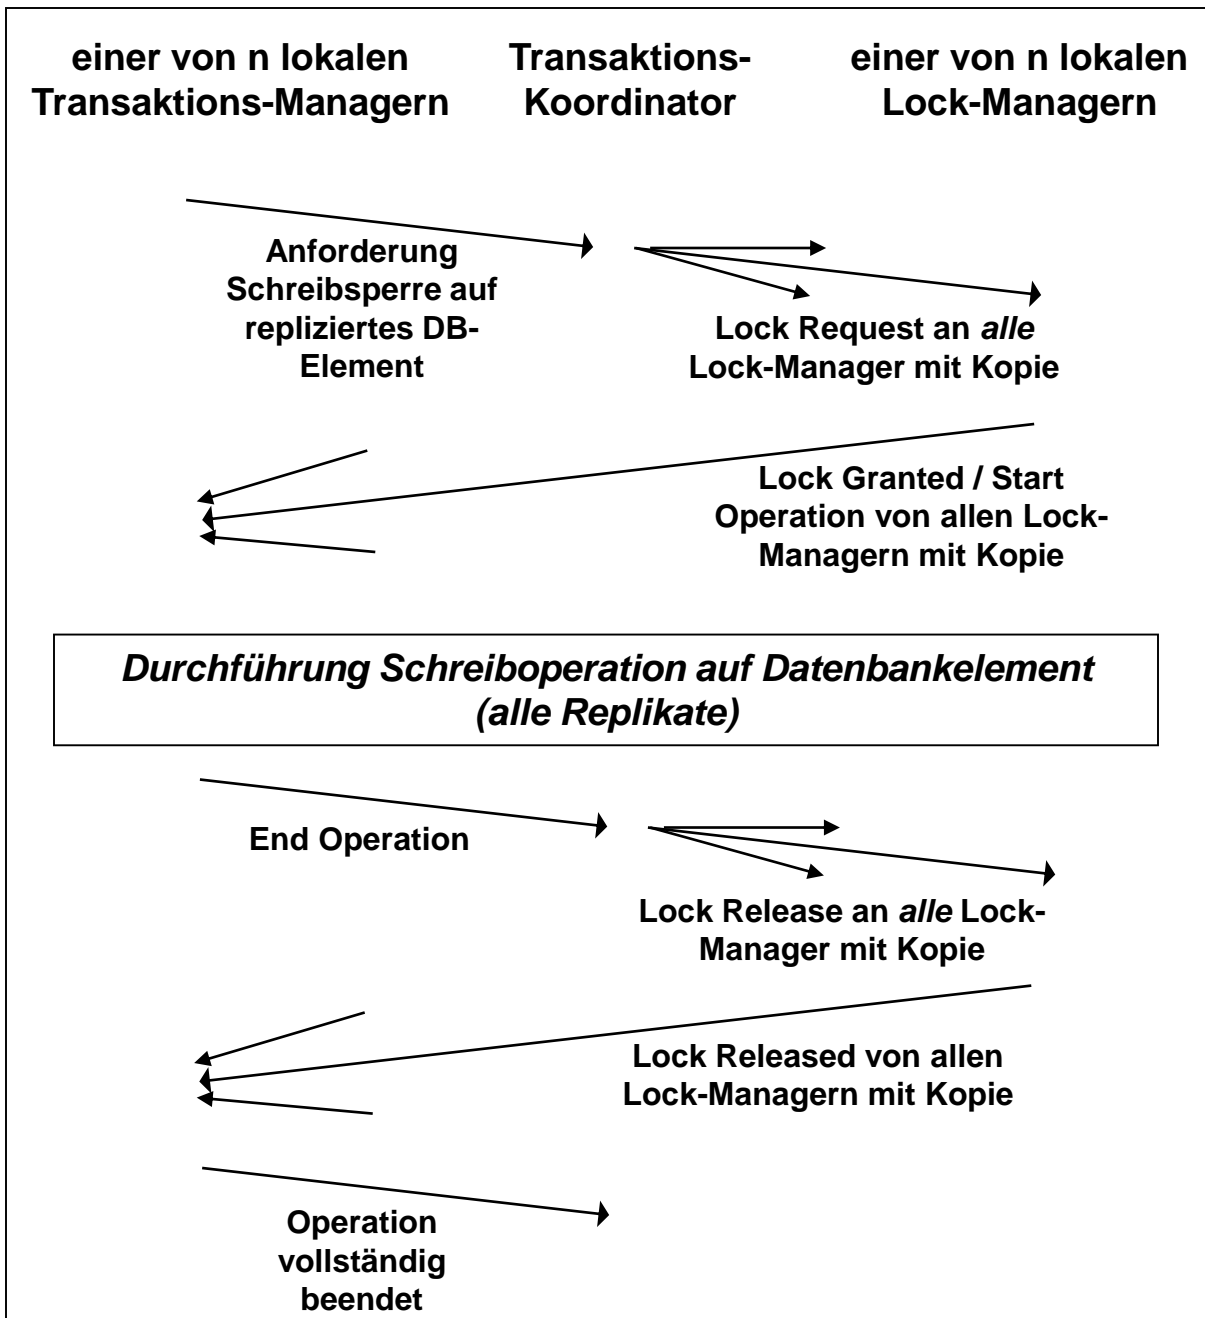 einer von n lokalen
Transaktions-Managern
Transaktions-
Koordinator
einer von n lokalen
Lock-Managern
Anforderung
Schreibsperre auf
repliziertes DB-
Element
Lock Request an alle
Lock-Manager mit Kopie
Lock Granted / Start
Operation von allen Lock-
Managern mit Kopie
Durchführung Schreiboperation auf Datenbankelement
(alle Replikate)
End Operation
Lock Release an alle Lock-
Manager mit Kopie
Lock Released von allen
Lock-Managern mit Kopie
Operation
vollständig
beendet